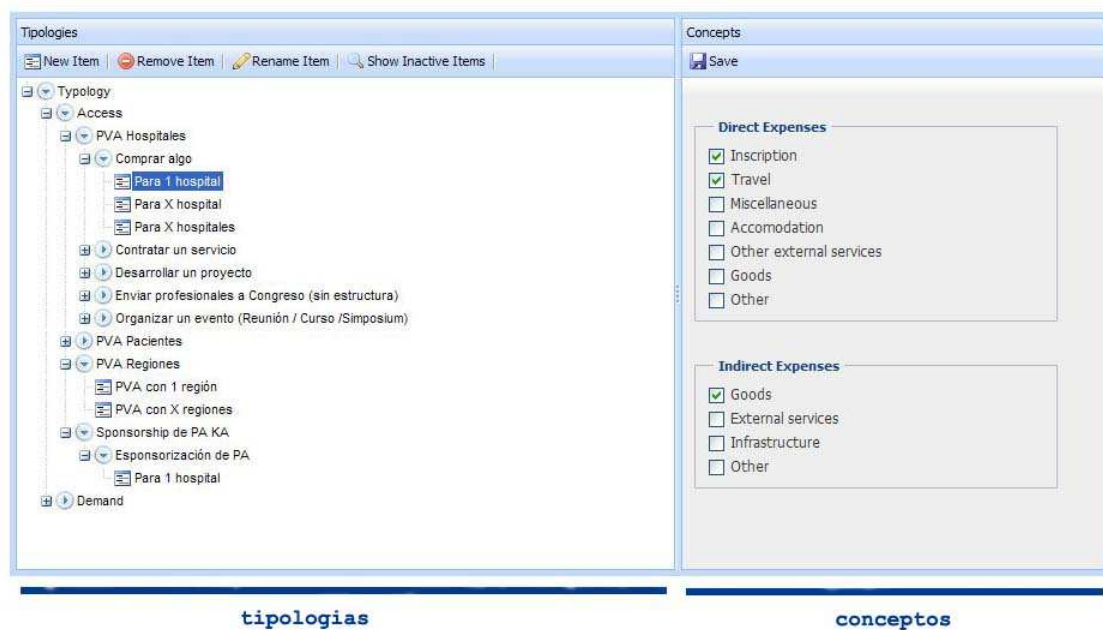 Tipologies
New Item Remove Item Rename Item Show Inactive Items
Typology
Access
PVA Hospitales
Comprar algo
Para 1 hospital
Para X hospital
Para X hospitales
Contratar un servicio
Desarrollar un proyecto
Enviar profesionales a Congreso (sin estructura)
Organizar un evento (Reunión / Curso /Simposium)
PVA Pacientes
PVA Regiones
PVA con 1 región
PVA con X regiones
Sponsorship de PA KA
Esponsorización de PA
Para 1 hospital
Demand
Concepts
Save
Direct Expenses
Inscription
Travel
Miscellaneous
Accomodation
Other external services
Goods
Other
Indirect Expenses
Goods
External services
Infrastructure
Other
tipologias
conceptos